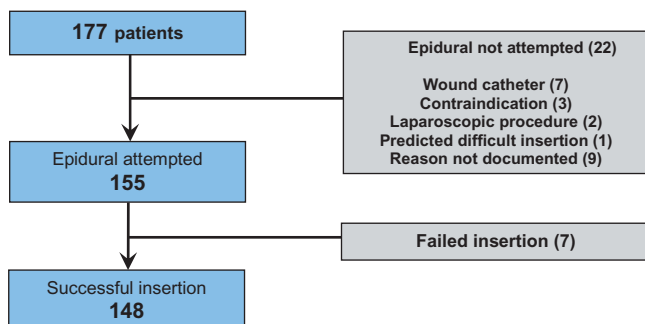 177 patients
Epidural not attempted (22)
Wound catheter (7)
Contraindication (3)
Laparoscopic procedure (2)
Predicted difficult insertion (1)
Reason not documented (9)
Epidural attempted
155
Failed insertion (7)
Successful insertion
148